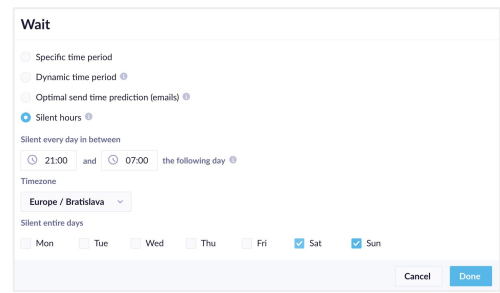 Wait
Specific time period
Dynamic time period
Optimal send time prediction (emails)
Silent hours
Silent every day in between
21:00 and 07:00 the following day
Timezone
Europe / Bratislava
Silent entire days
Mon Tue Wed Thu Fri Sat Sun
Cancel Done